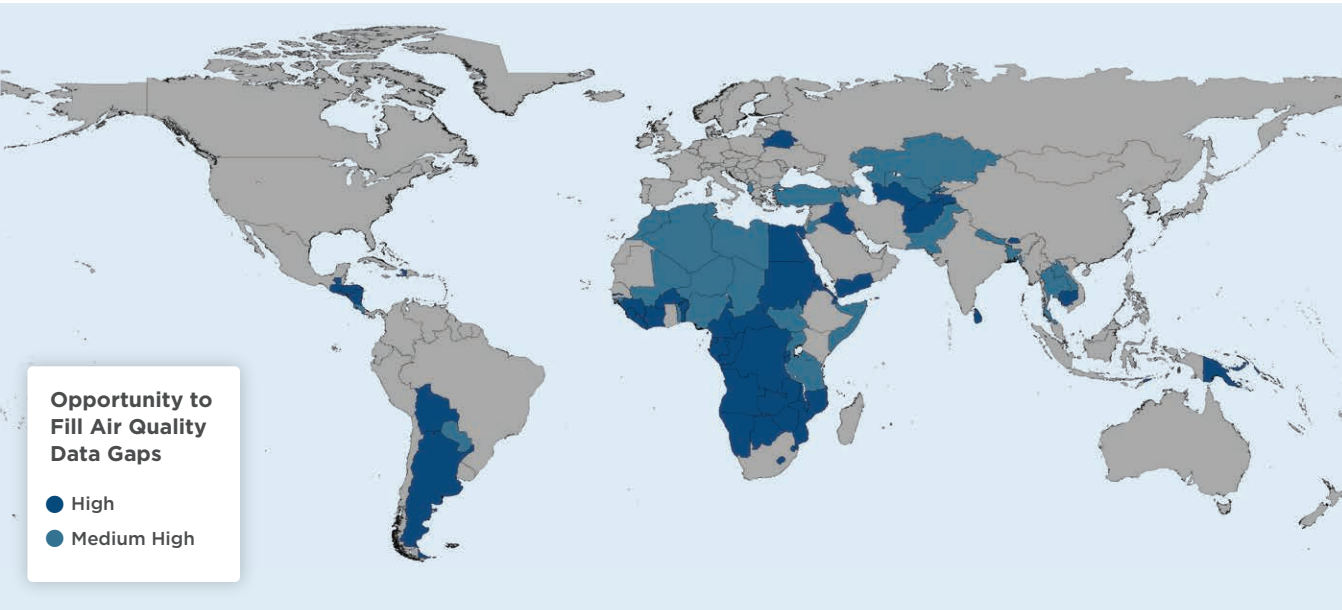 Opportunity to
Fill Air Quality
Data Gaps
High
Medium High